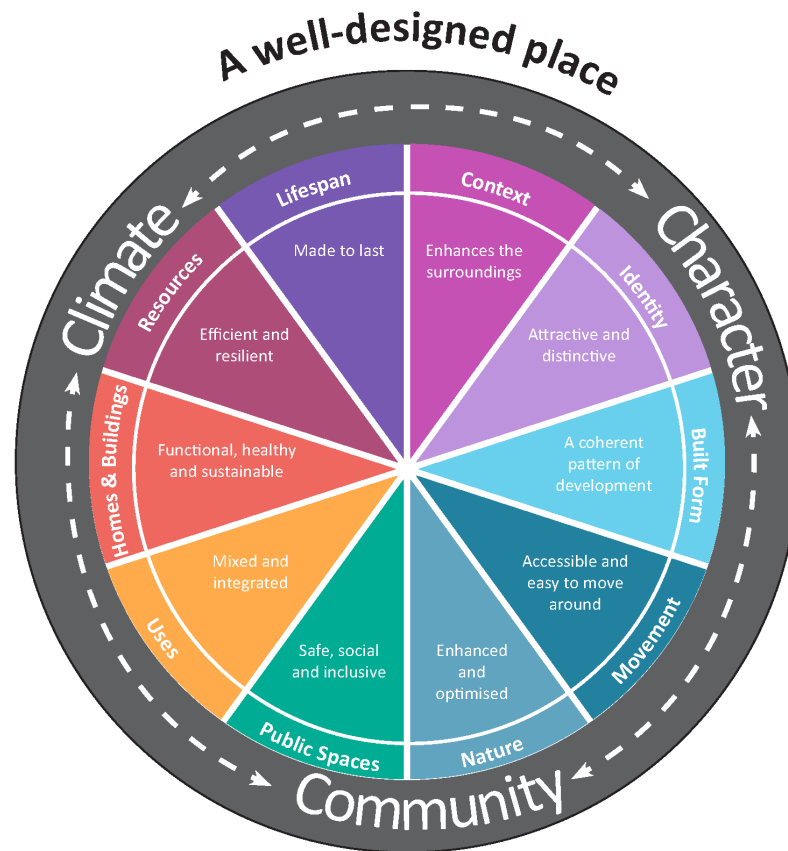 A well-designed place
Climate
Character
Community
Context
Enhances the
surroundings
Identity
Attractive and
distinctive
Built Form
A coherent
pattern of
development
Movement
Accessible and
easy to move
around
Nature
Enhanced
and
optimised
Public Spaces
Safe, social
and inclusive
Uses
Mixed and
integrated
Homes & Buildings
Functional, healthy
and sustainable
Resources
Efficient and
resilient
Lifespan
Made to last